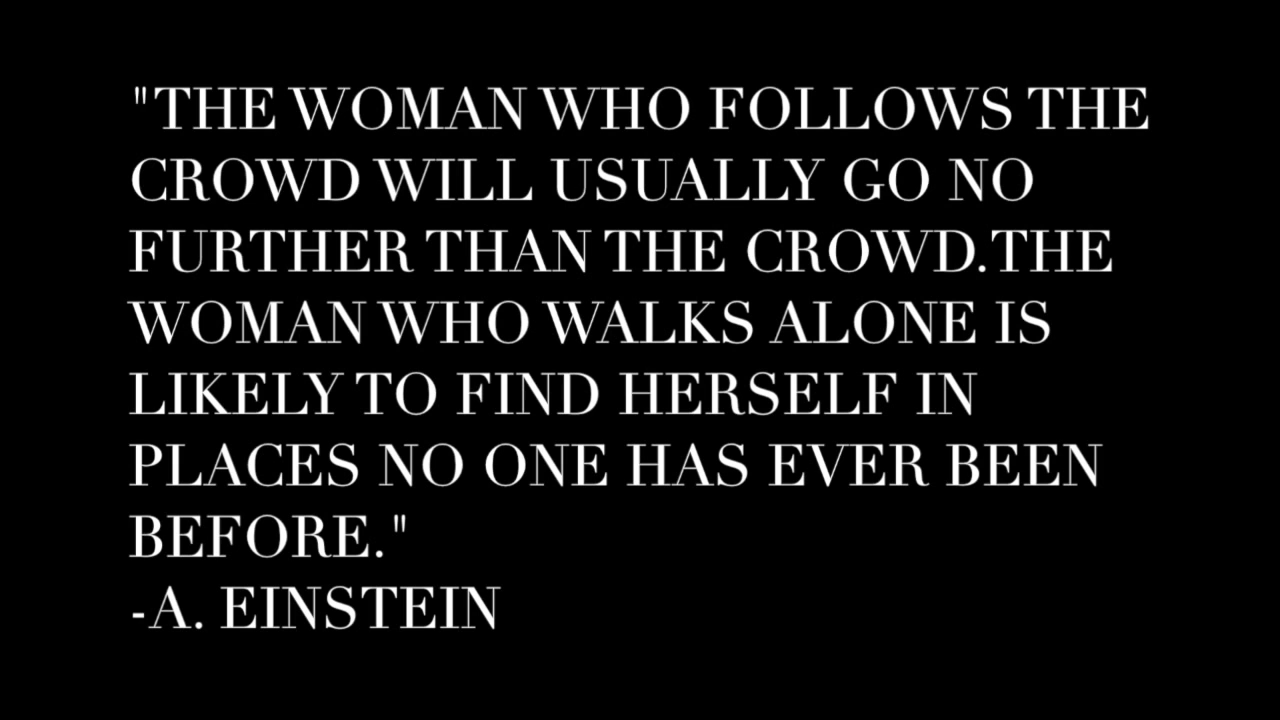 "THE WOMAN WHO FOLLOWS THE
CROWD WILL USUALLY GO NO
FURTHER THAN THE CROWD.THE
WOMAN WHO WALKS ALONE IS
LIKELY TO FIND HERSELF IN
PLACES NO ONE HAS EVER BEEN
BEFORE."
-A. EINSTEIN